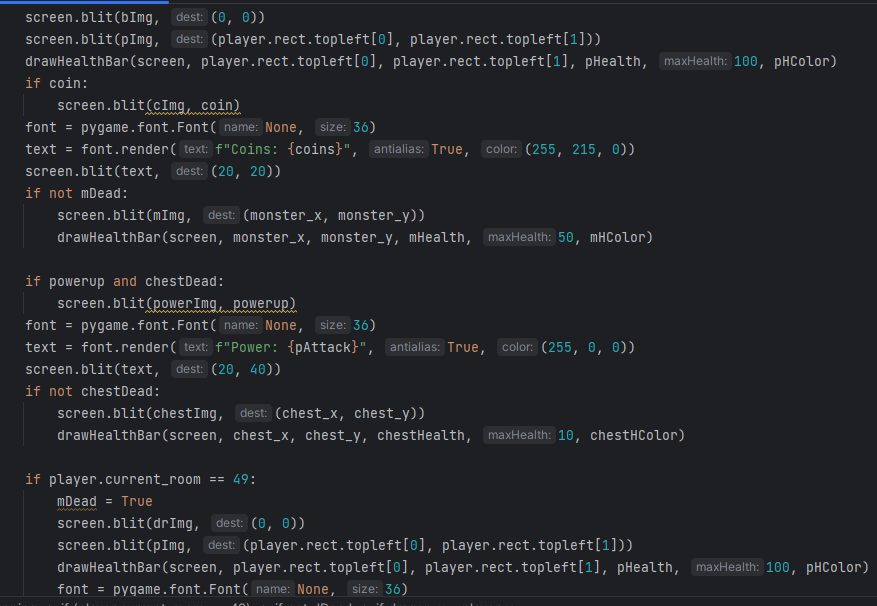 screen.blit(bImg, dest: (0, 0))
screen.blit(pImg, dest: (player.rect.topleft[0], player.rect.topleft[1]))
drawHealthBar(screen, player.rect.topleft[0], player.rect.topleft[1], pHealth, maxHealth: 100, pHColor)
if coin:
    screen.blit(cImg, coin)
font = pygame.font.Font( name: None, size: 36)
text = font.render( text: f"Coins: {coins}", antialias: True, color: (255, 215, 0))
screen.blit(text, dest: (20, 20))
if not mDead:
    screen.blit(mImg, dest: (monster_x, monster_y))
    drawHealthBar(screen, monster_x, monster_y, mHealth, maxHealth: 50, mHColor)
if powerup and chestDead:
    screen.blit(powerImg, powerup)
font = pygame.font.Font( name: None, size: 36)
text = font.render( text: f"Power: {pAttack}", antialias: True, color: (255, 0, 0))
screen.blit(text, dest: (20, 40))
if not chestDead:
    screen.blit(chestImg, dest: (chest_x, chest_y))
    drawHealthBar(screen, chest_x, chest_y, chestHealth, maxHealth: 10, chestHColor)
if player.current_room == 49:
    mDead = True
    screen.blit(drImg, dest: (0, 0))
    screen.blit(pImg, dest: (player.rect.topleft[0], player.rect.topleft[1]))
    drawHealthBar(screen, player.rect.topleft[0], player.rect.topleft[1], pHealth, maxHealth: 100, pHColor)
    font = pygame.font.Font( name: None, size: 36)